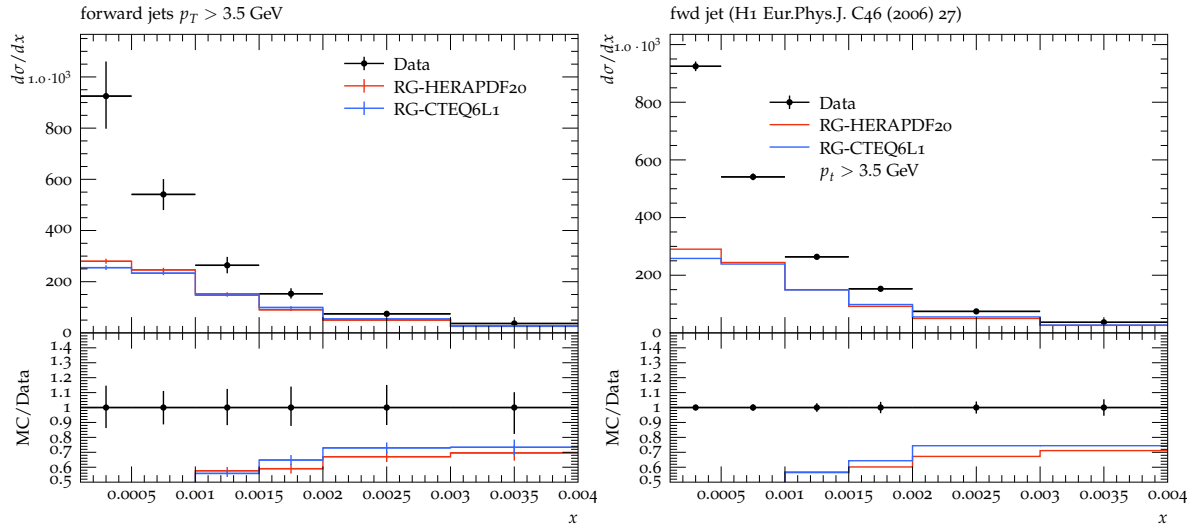 forward jets pT > 3.5 GeV
dσ/dx
1.0·10³
800
600
400
200
0
Data
RG-HERAPDF20
RG-CTEQ6L1
MC/Data
1.4
1.3
1.2
1.1
1
0.9
0.8
0.7
0.6
0.5
0.0005 0.001 0.0015 0.002 0.0025 0.003 0.0035 0.004
x
fwd jet (H1 Eur.Phys.J. C46 (2006) 27)
dσ/dx
1.0·10³
800
600
400
200
0
Data
RG-HERAPDF20
RG-CTEQ6L1
pt > 3.5 GeV
MC/Data
1.4
1.3
1.2
1.1
1
0.9
0.8
0.7
0.6
0.5
0.0005 0.001 0.0015 0.002 0.0025 0.003 0.0035 0.004
x